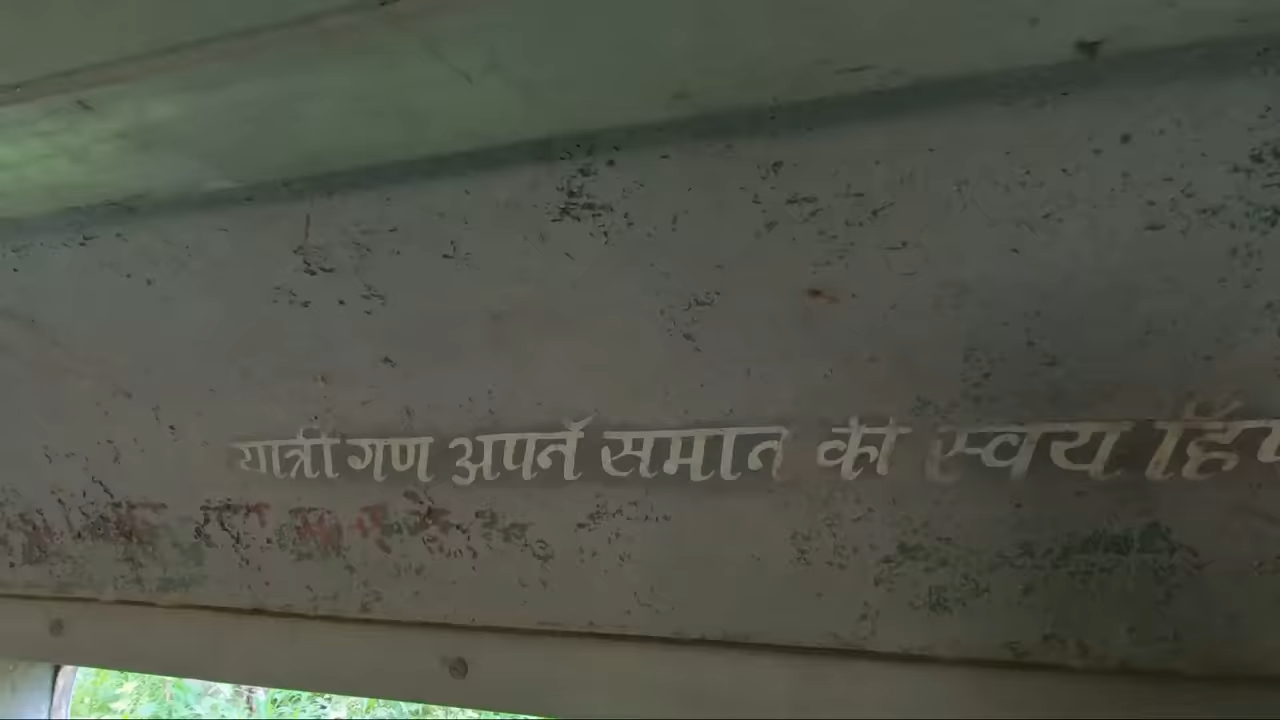 यात्री गण अपने समान की स्वय हिफ